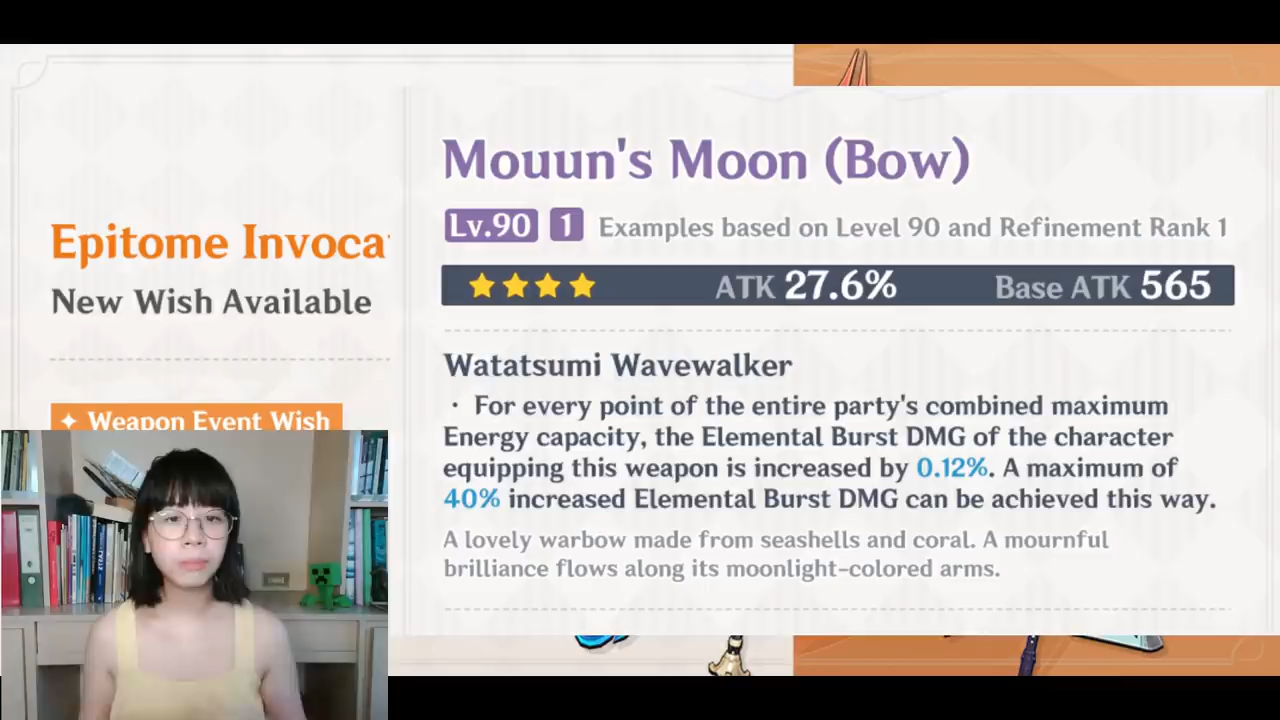 Epitome Invoca
New Wish Available
✦ Weapon Event Wish
Mouun's Moon (Bow)
Lv.90 1 Examples based on Level 90 and Refinement Rank 1
ATK 27.6% Base ATK 565
Watatsumi Wavewalker
· For every point of the entire party's combined maximum
Energy capacity, the Elemental Burst DMG of the character
equipping this weapon is increased by 0.12%. A maximum of
40% increased Elemental Burst DMG can be achieved this way.
A lovely warbow made from seashells and coral. A mournful
brilliance flows along its moonlight-colored arms.